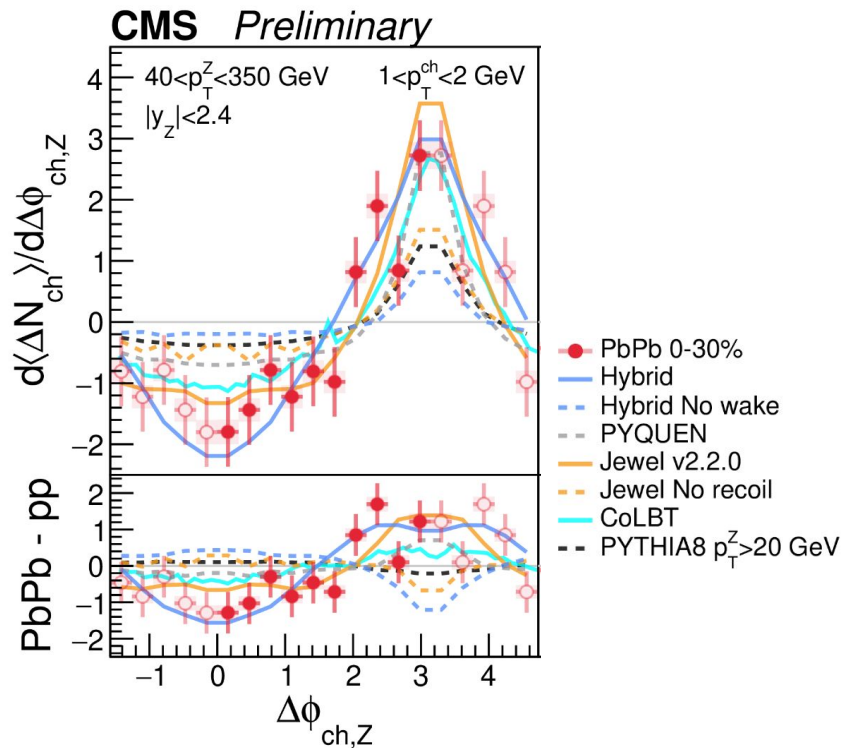 CMS Preliminary
40<p_T^Z<350 GeV
1<p_T^ch<2 GeV
|y_Z|<2.4
d⟨ΔN_ch⟩/dΔϕ_ch,Z
4
3
2
1
0
−1
−2
PbPb - pp
2
1
0
−1
−2
−1 0 1 2 3 4
Δϕ_ch,Z
PbPb 0-30%
Hybrid
Hybrid No wake
PYQUEN
Jewel v2.2.0
Jewel No recoil
CoLBT
PYTHIA8 p_T^Z>20 GeV